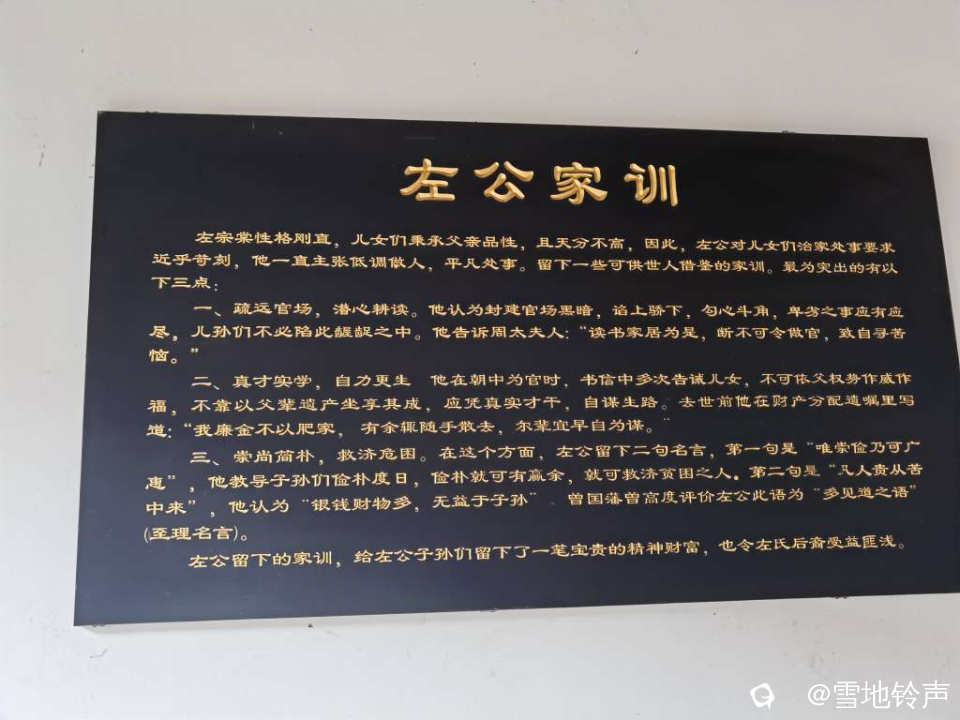 左公家训
左宗棠性格刚直，儿女们秉承父亲品性，且天分不高，因此，左公对儿女们治家处事要求
近乎苛刻，他一直主张低调做人，平凡处事。留下一些可供世人借鉴的家训。最为突出的有以
下三点：
一、疏远官场，潜心耕读。他认为封建官场黑暗，谄上骄下，勾心斗角，卑劣之事应有应
尽，儿孙们不必陷此龌龊之中。他告诉周太夫人：“读书家居为是，断不可令做官，致自寻苦
恼。”
二、真才实学，自力更生 他在朝中为官时，书信中多次告诫儿女，不可依父权势作威作
福，不靠以父辈遗产坐享其成，应凭真实才干，自谋生路。去世前他在财产分配遗嘱里写
道：“我廉金不以肥家，有余辄随手散去，尔辈宜早自为谋。”
三、崇尚简朴，救济危困。在这个方面，左公留下二句名言，第一句是“唯崇俭乃可广
惠”，他教导子孙们俭朴度日，俭朴就可有赢余，就可救济贫困之人。第二句是“凡人贵从苦
中来”，他认为“银钱财物多，无益于子孙”、曾国藩曾高度评价左公此语为“多见道之语”
(至理名言)。
左公留下的家训，给左公子孙们留下了一笔宝贵的精神财富，也令左氏后裔受益匪浅。
@雪地铃声